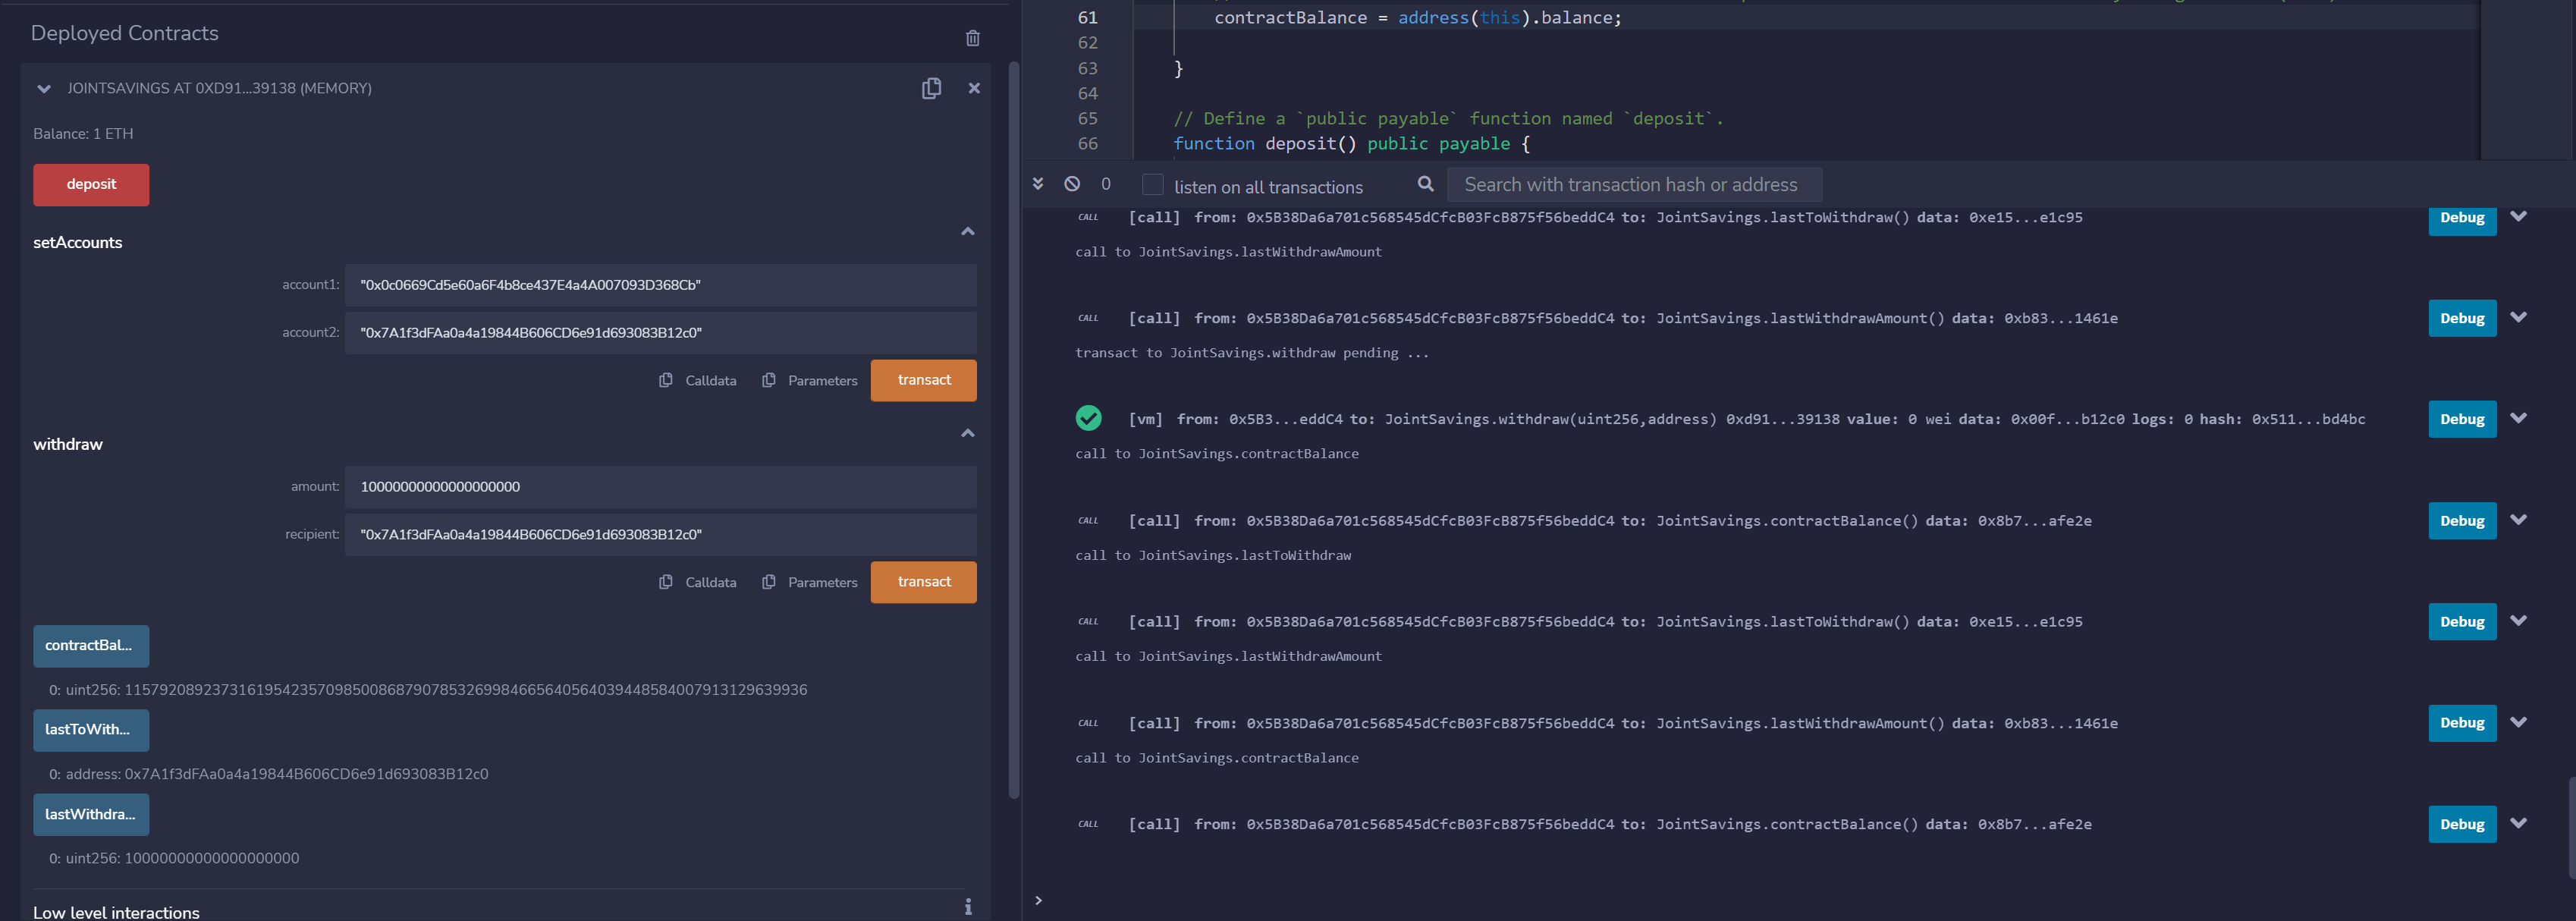 Deployed Contracts
JOINTSAVINGS AT 0XD91...39138 (MEMORY)
Balance: 1 ETH
deposit
setAccounts
account1: "0x0c0669Cd5e60a6F4b8ce437E4a4A007093D368Cb"
account2: "0x7A1f3dFAa0a4a19844B606CD6e91d693083B12c0"
Calldata Parameters transact
withdraw
amount: 10000000000000000000
recipient: "0x7A1f3dFAa0a4a19844B606CD6e91d693083B12c0"
Calldata Parameters transact
contractBal...
0: uint256: 115792089237316195423570985008687907853269984665640564039448584007913129639936
lastToWith...
0: address: 0x7A1f3dFAa0a4a19844B606CD6e91d693083B12c0
lastWithdra...
0: uint256: 10000000000000000000
Low level interactions
61 contractBalance = address(this).balance;
62
63 }
64
65 // Define a `public payable` function named `deposit`.
66 function deposit() public payable {
0 listen on all transactions Search with transaction hash or address
CALL [call] from: 0x5B38Da6a701c568545dCfcB03FcB875f56beddC4 to: JointSavings.lastToWithdraw() data: 0xe15...e1c95 Debug
call to JointSavings.lastWithdrawAmount
CALL [call] from: 0x5B38Da6a701c568545dCfcB03FcB875f56beddC4 to: JointSavings.lastWithdrawAmount() data: 0xb83...1461e Debug
transact to JointSavings.withdraw pending ...
[vm] from: 0x5B3...eddC4 to: JointSavings.withdraw(uint256,address) 0xd91...39138 value: 0 wei data: 0x00f...b12c0 logs: 0 hash: 0x511...bd4bc Debug
call to JointSavings.contractBalance
CALL [call] from: 0x5B38Da6a701c568545dCfcB03FcB875f56beddC4 to: JointSavings.contractBalance() data: 0x8b7...afe2e Debug
call to JointSavings.lastToWithdraw
CALL [call] from: 0x5B38Da6a701c568545dCfcB03FcB875f56beddC4 to: JointSavings.lastToWithdraw() data: 0xe15...e1c95 Debug
call to JointSavings.lastWithdrawAmount
CALL [call] from: 0x5B38Da6a701c568545dCfcB03FcB875f56beddC4 to: JointSavings.lastWithdrawAmount() data: 0xb83...1461e Debug
call to JointSavings.contractBalance
CALL [call] from: 0x5B38Da6a701c568545dCfcB03FcB875f56beddC4 to: JointSavings.contractBalance() data: 0x8b7...afe2e Debug
>